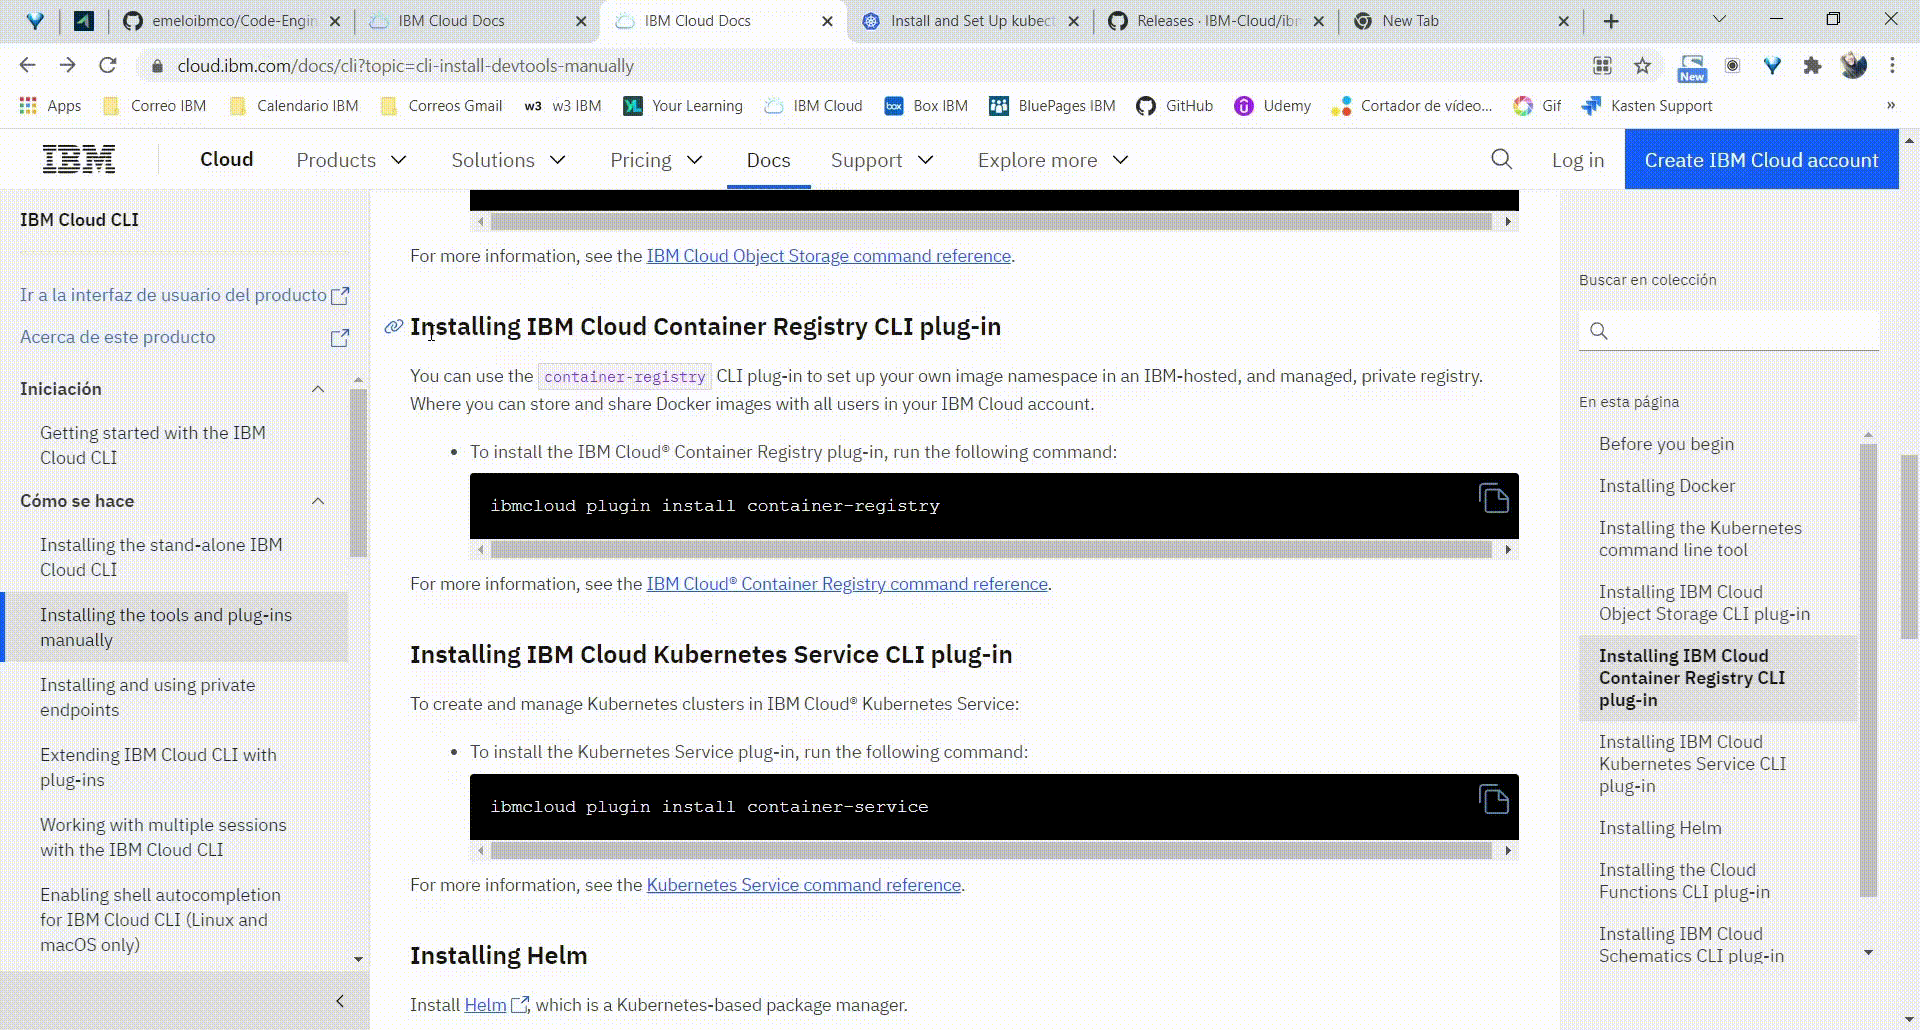 emeloibmco/Code-Engin
IBM Cloud Docs
IBM Cloud Docs
Install and Set Up kubect
Releases · IBM-Cloud/ibm
New Tab
cloud.ibm.com/docs/cli?topic=cli-install-devtools-manually
New
Apps
Correo IBM
Calendario IBM
Correos Gmail
w3 w3 IBM
YL Your Learning
IBM Cloud
box Box IBM
BluePages IBM
GitHub
Udemy
Cortador de vídeo...
Gif
Kasten Support
»
IBM
Cloud
Products
Solutions
Pricing
Docs
Support
Explore more
Log in
Create IBM Cloud account
IBM Cloud CLI
Ir a la interfaz de usuario del producto
Acerca de este producto
Iniciación
Getting started with the IBM
Cloud CLI
Cómo se hace
Installing the stand-alone IBM
Cloud CLI
Installing the tools and plug-ins
manually
Installing and using private
endpoints
Extending IBM Cloud CLI with
plug-ins
Working with multiple sessions
with the IBM Cloud CLI
Enabling shell autocompletion
for IBM Cloud CLI (Linux and
macOS only)
For more information, see the IBM Cloud Object Storage command reference.
Installing IBM Cloud Container Registry CLI plug-in
You can use the container-registry CLI plug-in to set up your own image namespace in an IBM-hosted, and managed, private registry.
Where you can store and share Docker images with all users in your IBM Cloud account.
• To install the IBM Cloud® Container Registry plug-in, run the following command:
ibmcloud plugin install container-registry
For more information, see the IBM Cloud® Container Registry command reference.
Installing IBM Cloud Kubernetes Service CLI plug-in
To create and manage Kubernetes clusters in IBM Cloud® Kubernetes Service:
• To install the Kubernetes Service plug-in, run the following command:
ibmcloud plugin install container-service
For more information, see the Kubernetes Service command reference.
Installing Helm
Install Helm, which is a Kubernetes-based package manager.
Buscar en colección
En esta página
Before you begin
Installing Docker
Installing the Kubernetes
command line tool
Installing IBM Cloud
Object Storage CLI plug-in
Installing IBM Cloud
Container Registry CLI
plug-in
Installing IBM Cloud
Kubernetes Service CLI
plug-in
Installing Helm
Installing the Cloud
Functions CLI plug-in
Installing IBM Cloud
Schematics CLI plug-in